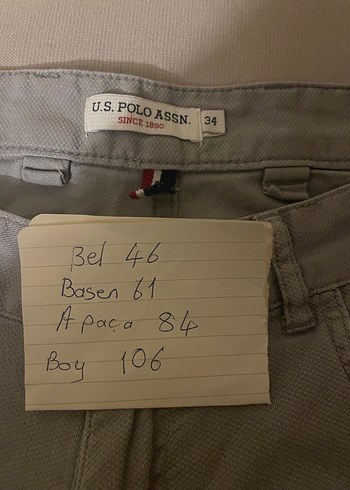 U.S. POLO ASSN.
SINCE 1890
34
Bel 46
Basen 61
Apaça 84
Boy 106